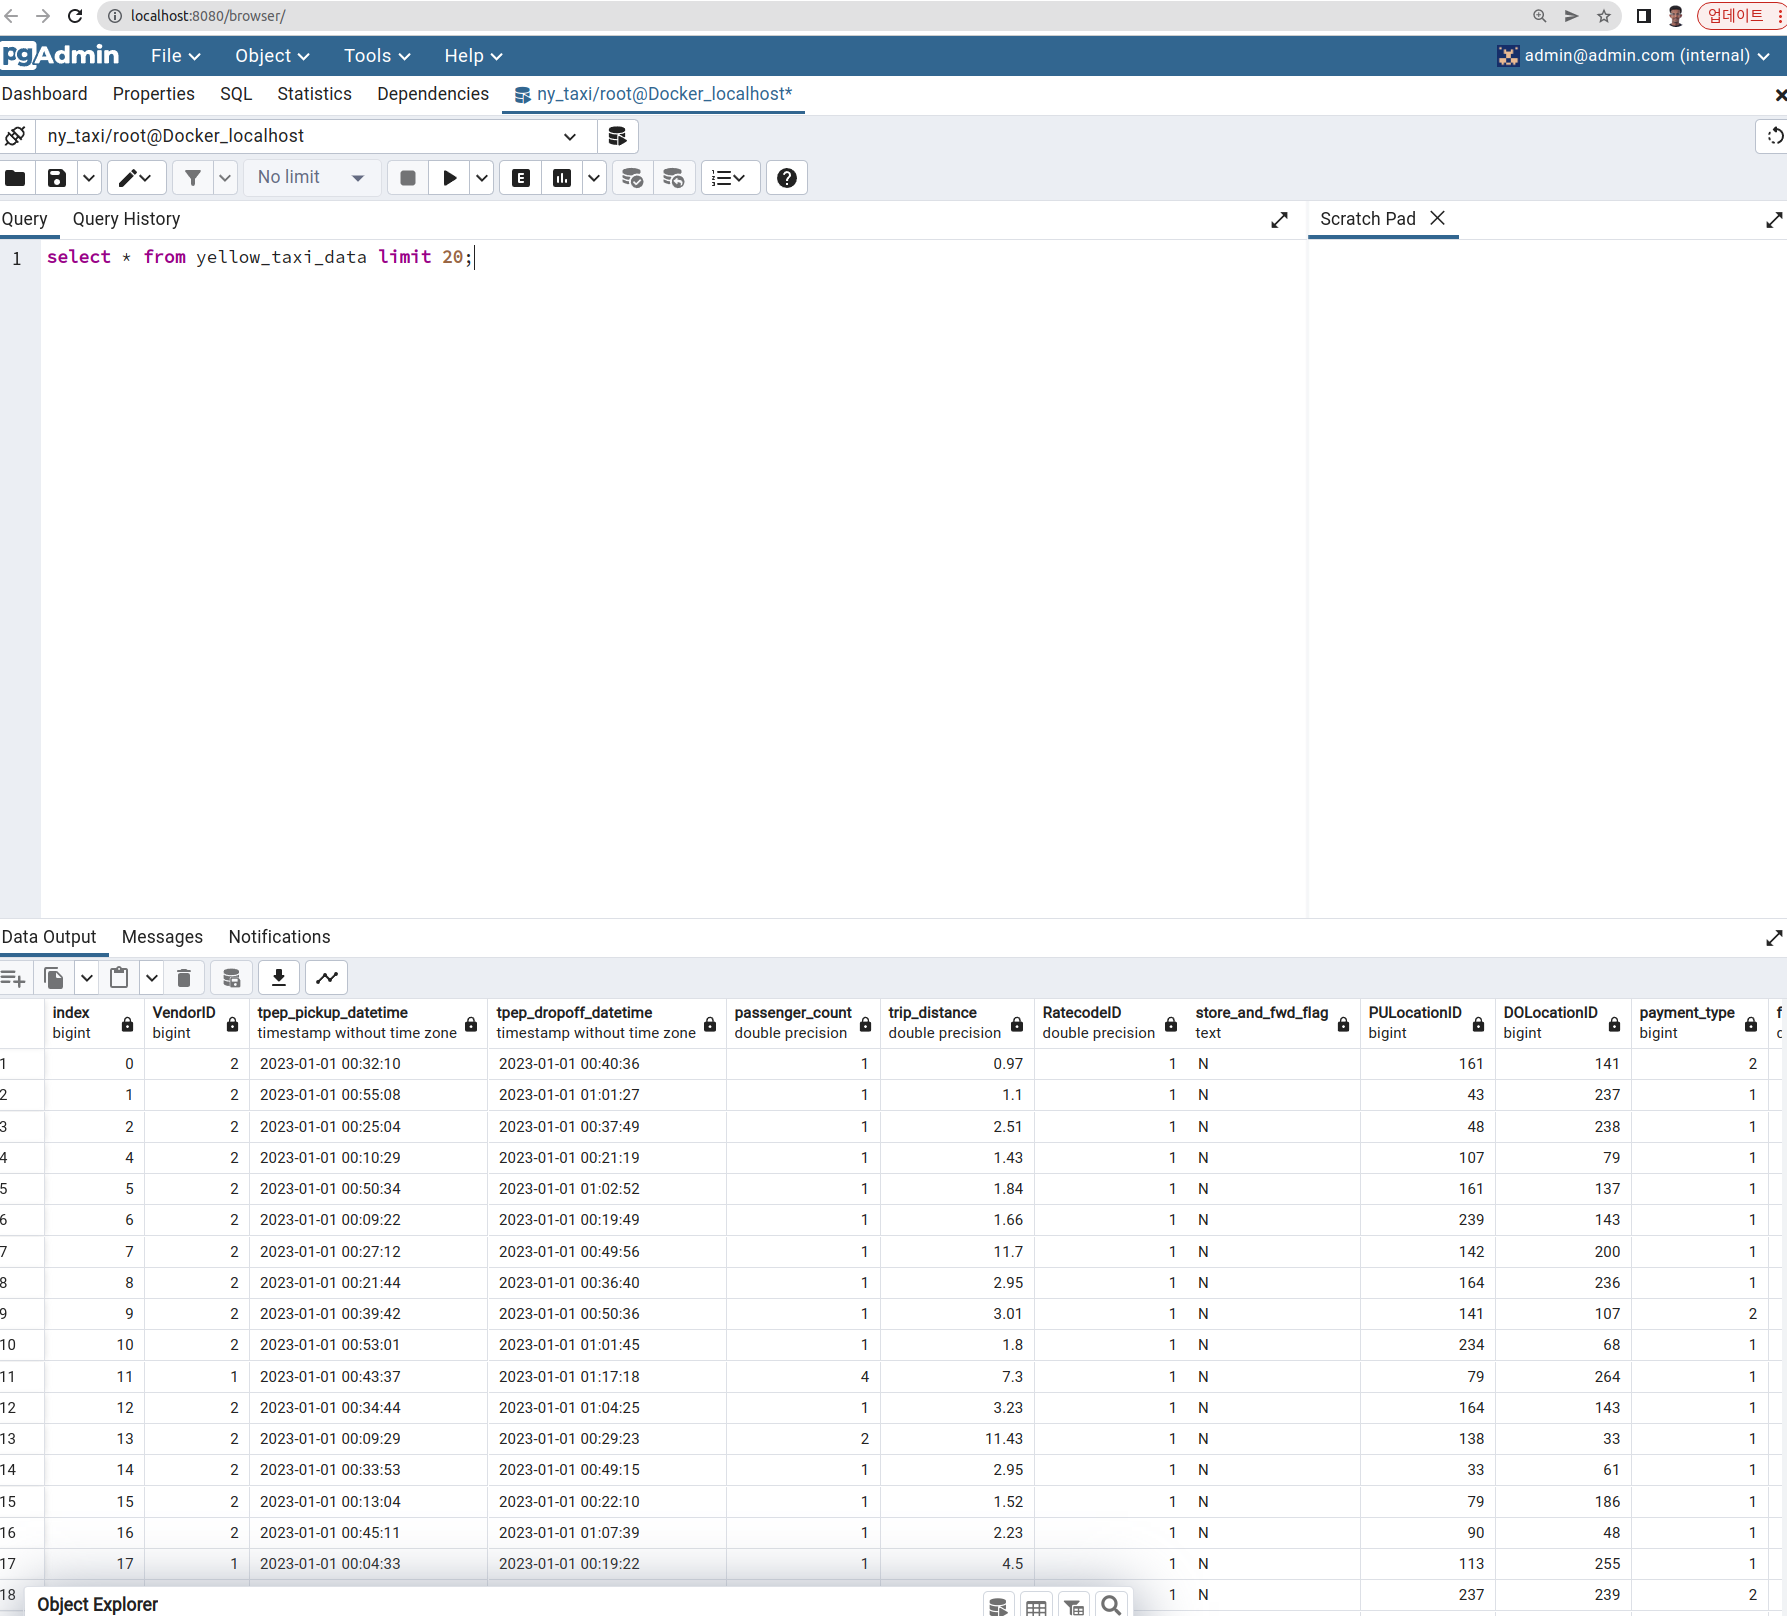 localhost:8080/browser/
업데이트
pgAdmin File Object Tools Help admin@admin.com (internal)
Dashboard Properties SQL Statistics Dependencies ny_taxi/root@Docker_localhost*
ny_taxi/root@Docker_localhost
No limit E
Query Query History Scratch Pad
1 select * from yellow_taxi_data limit 20;
Data Output Messages Notifications
index VendorID tpep_pickup_datetime tpep_dropoff_datetime passenger_count trip_distance RatecodeID store_and_fwd_flag PULocationID DOLocationID payment_type f
bigint bigint timestamp without time zone timestamp without time zone double precision double precision double precision text bigint bigint bigint
1 0 2 2023-01-01 00:32:10 2023-01-01 00:40:36 1 0.97 1 N 161 141 2
2 1 2 2023-01-01 00:55:08 2023-01-01 01:01:27 1 1.1 1 N 43 237 1
3 2 2 2023-01-01 00:25:04 2023-01-01 00:37:49 1 2.51 1 N 48 238 1
4 4 2 2023-01-01 00:10:29 2023-01-01 00:21:19 1 1.43 1 N 107 79 1
5 5 2 2023-01-01 00:50:34 2023-01-01 01:02:52 1 1.84 1 N 161 137 1
6 6 2 2023-01-01 00:09:22 2023-01-01 00:19:49 1 1.66 1 N 239 143 1
7 7 2 2023-01-01 00:27:12 2023-01-01 00:49:56 1 11.7 1 N 142 200 1
8 8 2 2023-01-01 00:21:44 2023-01-01 00:36:40 1 2.95 1 N 164 236 1
9 9 2 2023-01-01 00:39:42 2023-01-01 00:50:36 1 3.01 1 N 141 107 2
10 10 2 2023-01-01 00:53:01 2023-01-01 01:01:45 1 1.8 1 N 234 68 1
11 11 1 2023-01-01 00:43:37 2023-01-01 01:17:18 4 7.3 1 N 79 264 1
12 12 2 2023-01-01 00:34:44 2023-01-01 01:04:25 1 3.23 1 N 164 143 1
13 13 2 2023-01-01 00:09:29 2023-01-01 00:29:23 2 11.43 1 N 138 33 1
14 14 2 2023-01-01 00:33:53 2023-01-01 00:49:15 1 2.95 1 N 33 61 1
15 15 2 2023-01-01 00:13:04 2023-01-01 00:22:10 1 1.52 1 N 79 186 1
16 16 2 2023-01-01 00:45:11 2023-01-01 01:07:39 1 2.23 1 N 90 48 1
17 17 1 2023-01-01 00:04:33 2023-01-01 00:19:22 1 4.5 1 N 113 255 1
18 1 N 237 239 2
Object Explorer